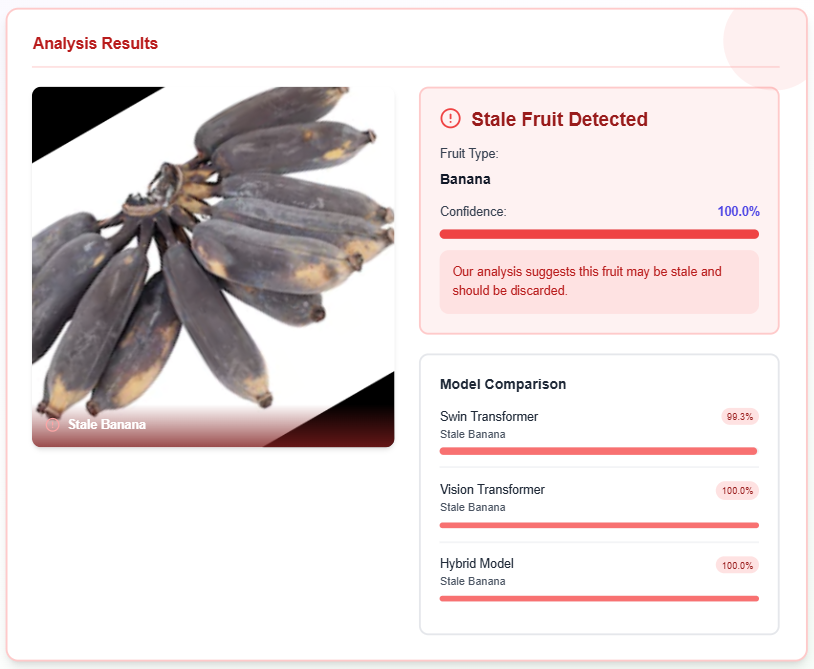 Analysis Results
Stale Banana
Stale Fruit Detected
Fruit Type:
Banana
Confidence: 100.0%
Our analysis suggests this fruit may be stale and
should be discarded.
Model Comparison
Swin Transformer 99.3%
Stale Banana
Vision Transformer 100.0%
Stale Banana
Hybrid Model 100.0%
Stale Banana